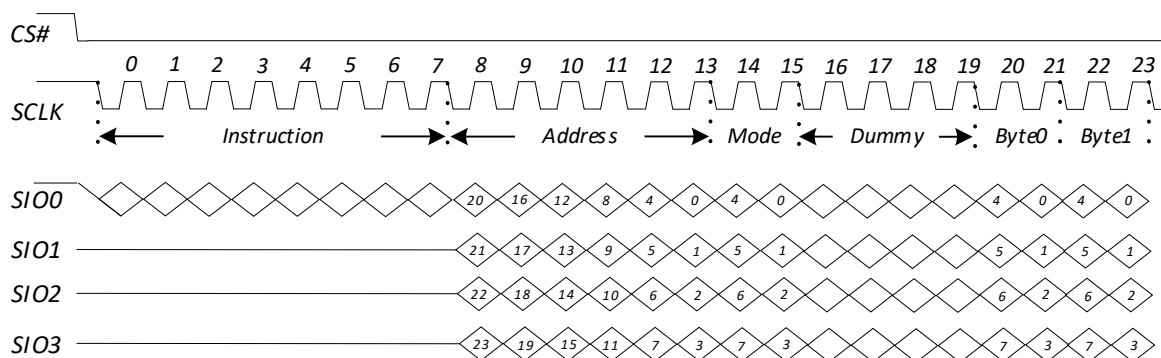 CS#
0 1 2 3 4 5 6 7 8 9 10 11 12 13 14 15 16 17 18 19 20 21 22 23
SCLK
Instruction Address Mode Dummy Byte0 Byte1
SIO0 20 16 12 8 4 0 4 0 4 0 4 0
SIO1 21 17 13 9 5 1 5 1 5 1 5 1
SIO2 22 18 14 10 6 2 6 2 6 2 6 2
SIO3 23 19 15 11 7 3 7 3 7 3 7 3